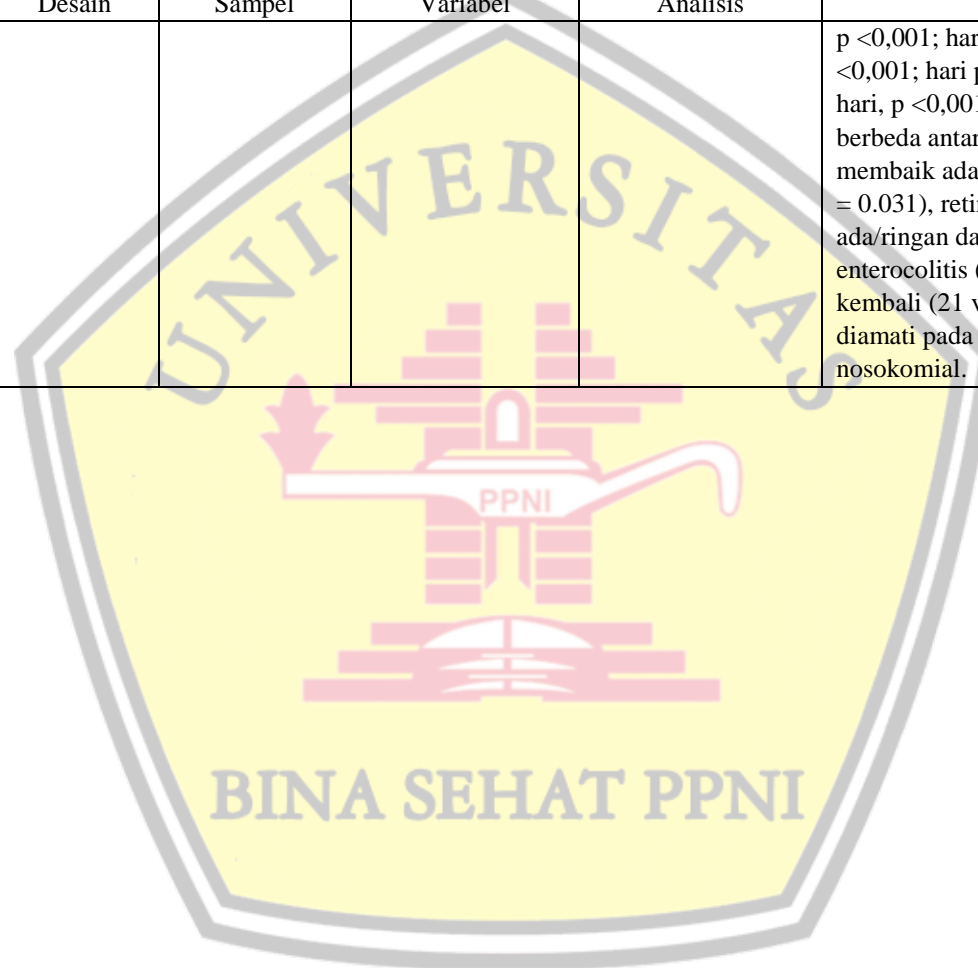 Desain Sampel Variabel Analisis
p <0,001; har
<0,001; hari p
hari, p <0,001
berbeda antar
membaik ada
= 0.031), reti
ada/ringan da
enterocolitis (
kembali (21 v
diamati pada
nosokomial.
UNIVERSITAS
PPNI
BINA SEHAT PPNI